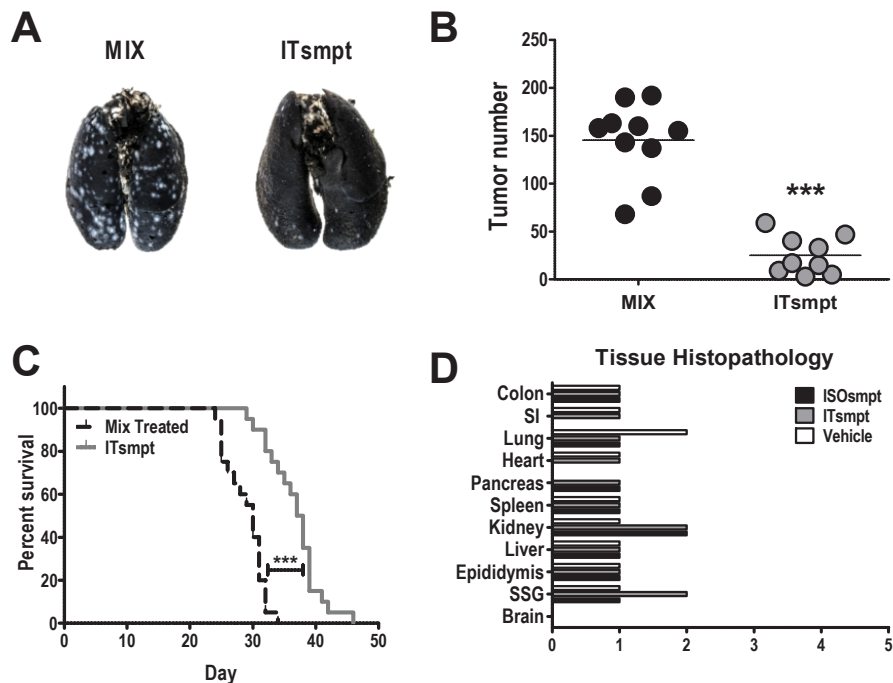 A
MIX
ITsmpt
B
Tumor number
250
200
150
100
50
0
***
MIX
ITsmpt
C
Percent survival
100
80
60
40
20
0
Mix Treated
ITsmpt
***
0 10 20 30 40 50
Day
D
Tissue Histopathology
ISOsmpt
ITsmpt
Vehicle
Colon
SI
Lung
Heart
Pancreas
Spleen
Kidney
Liver
Epididymis
SSG
Brain
0 1 2 3 4 5